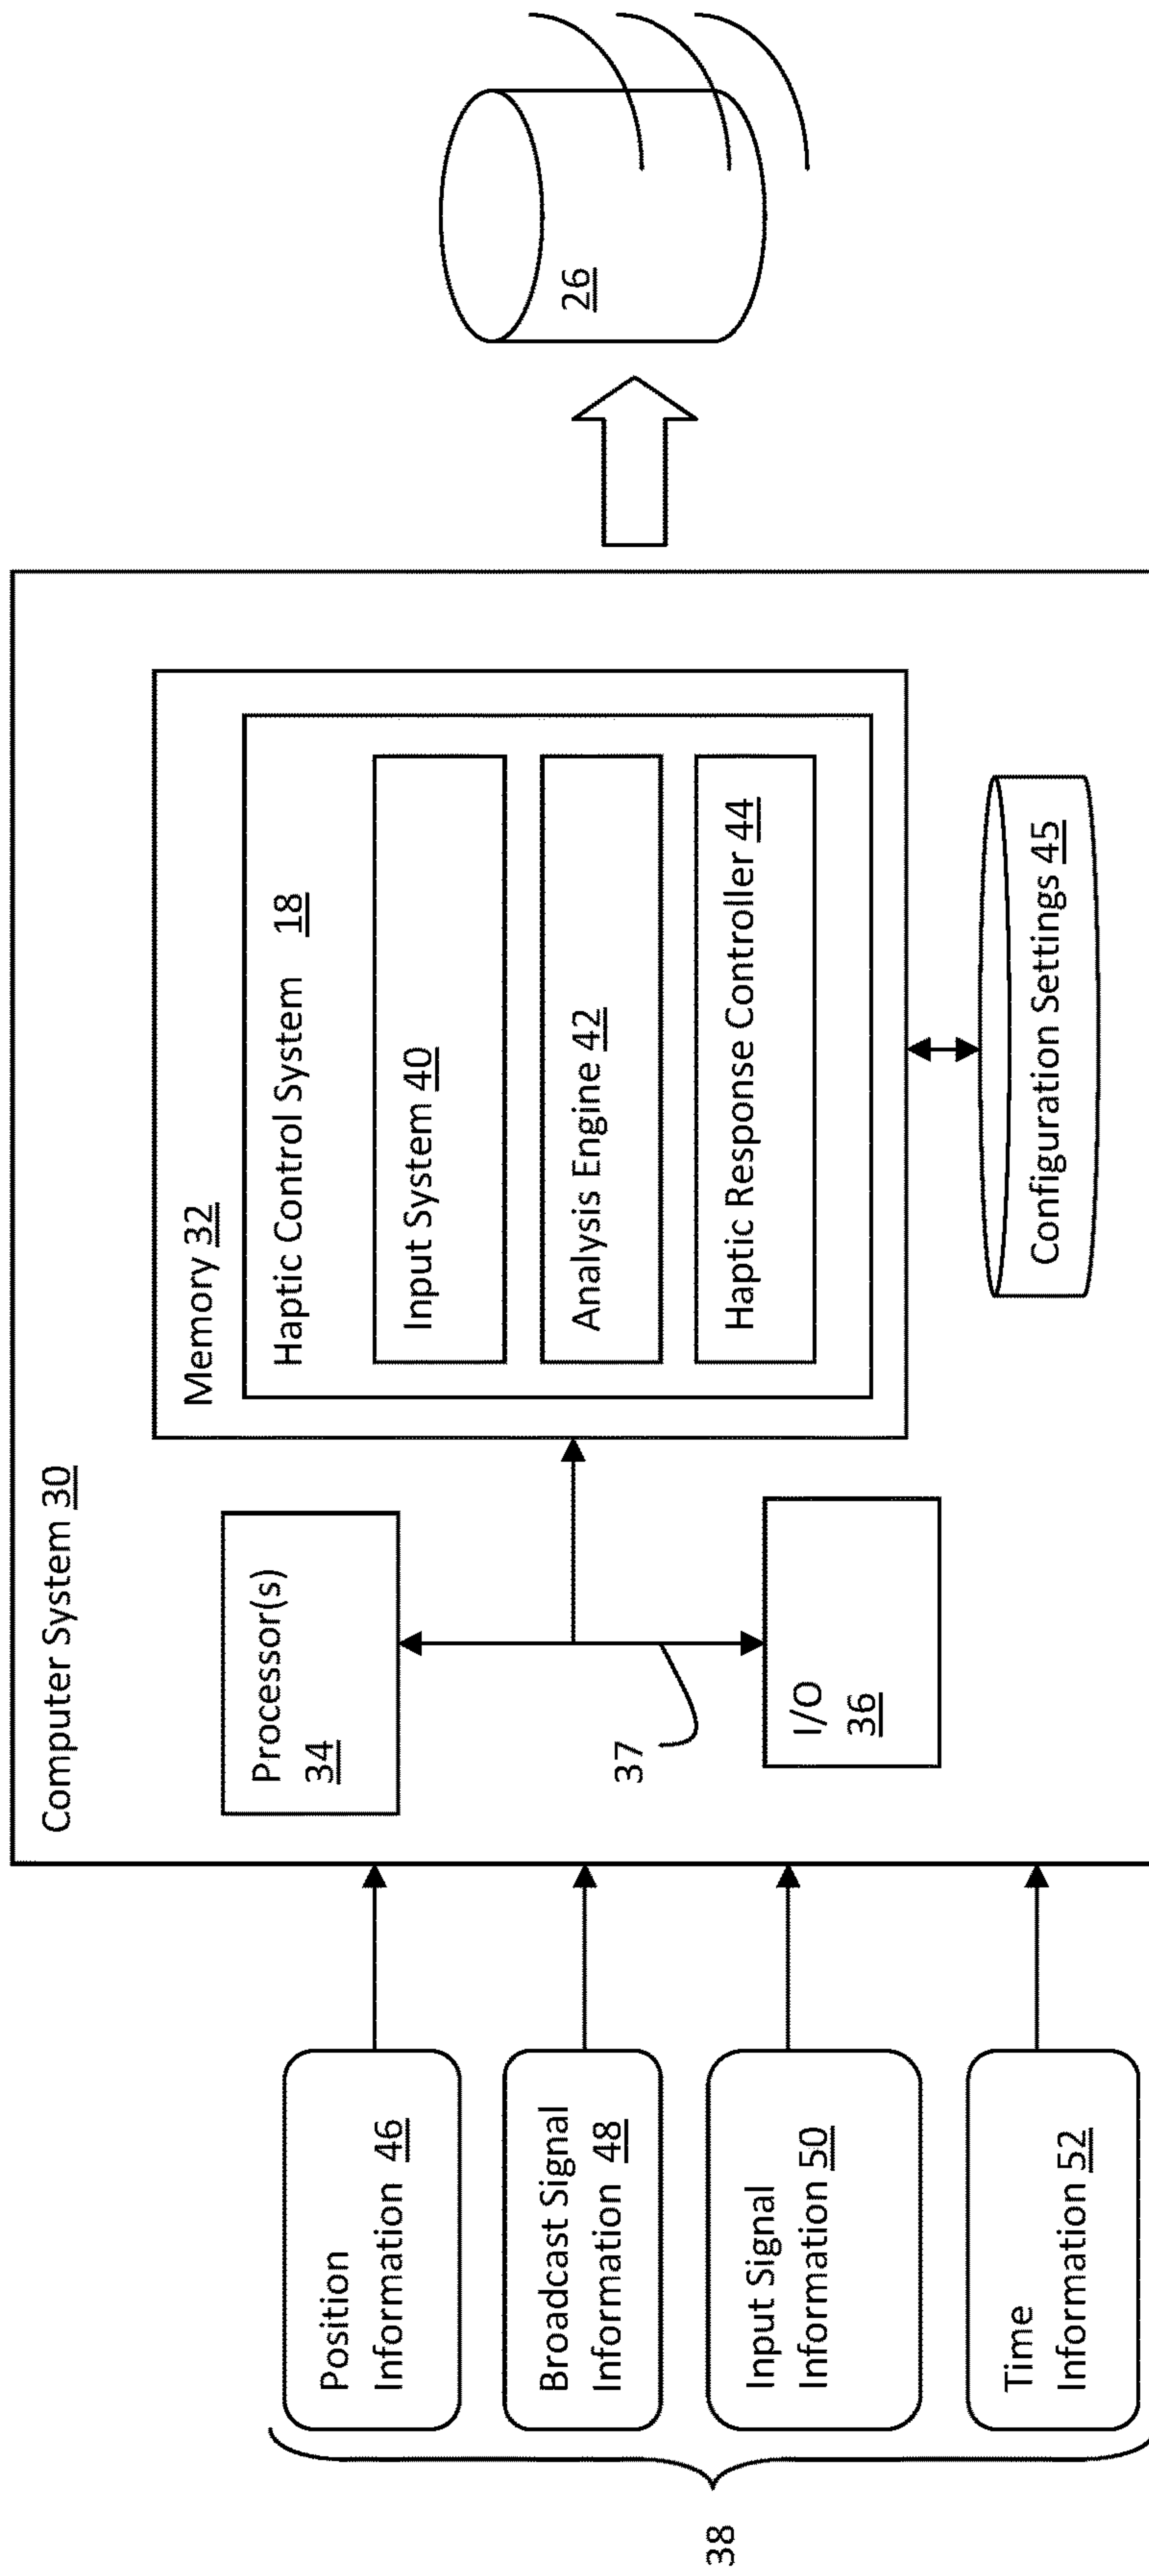 38
Position
Information 46
Broadcast Signal
Information 48
Input Signal
Information 50
Time
Information 52
Computer System 30
Processor(s)
34
37
I/O
36
Memory 32
Haptic Control System 18
Input System 40
Analysis Engine 42
Haptic Response Controller 44
Configuration Settings 45
26